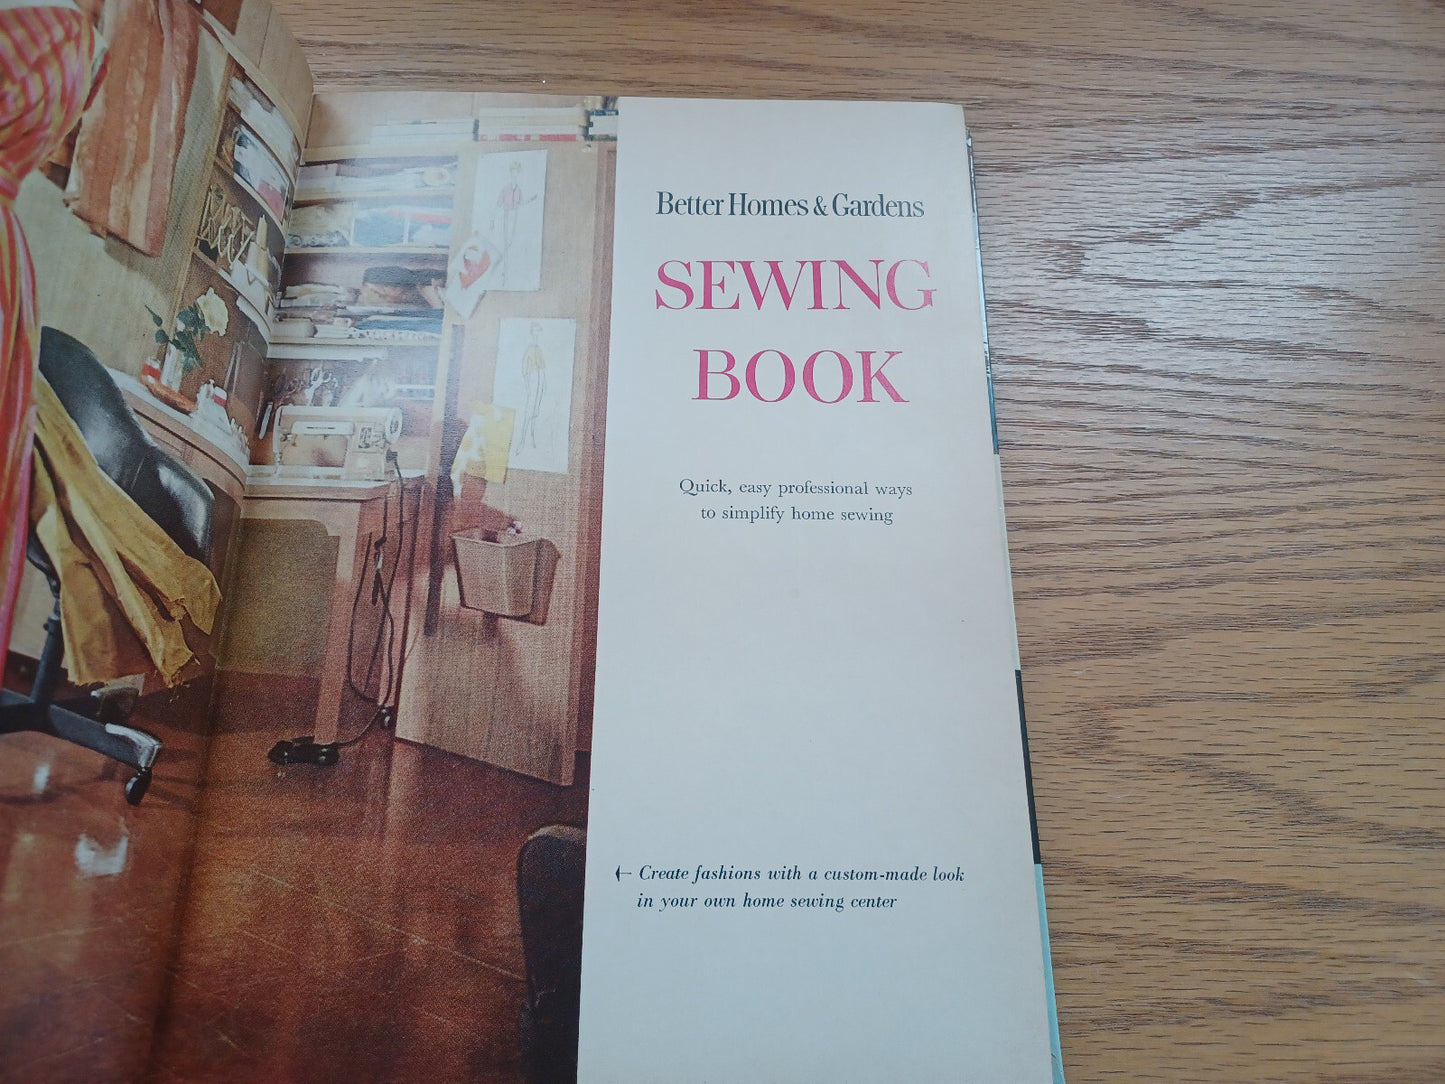 Better Homes & Gardens
SEWING
BOOK
Quick, easy professional ways
to simplify home sewing
← Create fashions with a custom-made look
in your own home sewing center